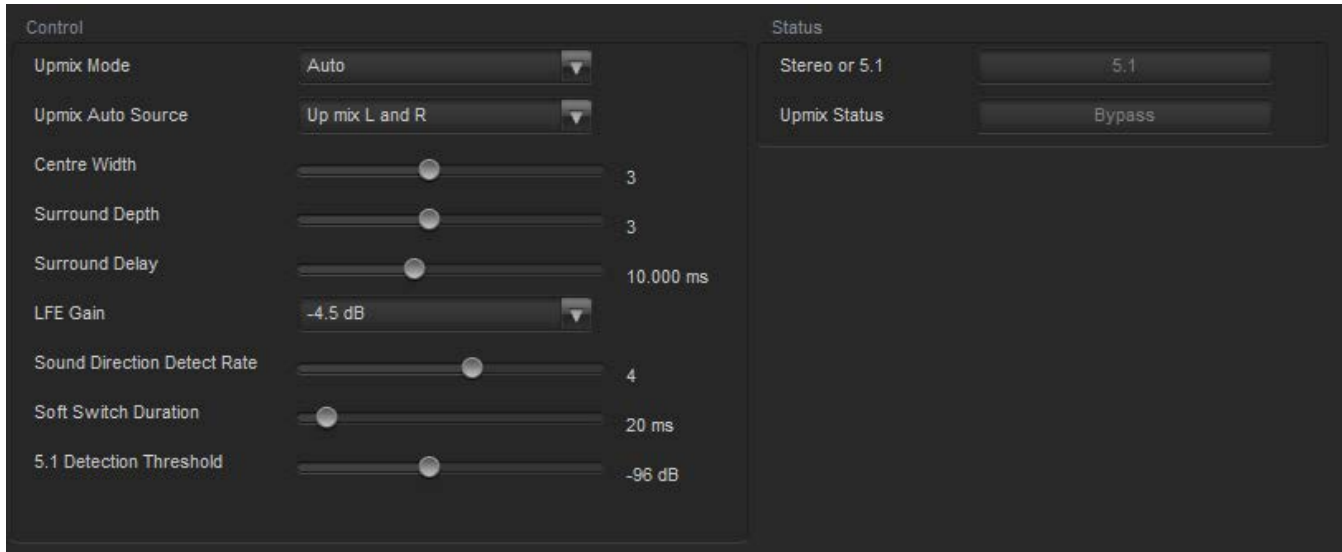 Control
Upmix Mode Auto
Upmix Auto Source Up mix L and R
Centre Width 3
Surround Depth 3
Surround Delay 10.000 ms
LFE Gain -4.5 dB
Sound Direction Detect Rate 4
Soft Switch Duration 20 ms
5.1 Detection Threshold -96 dB
Status
Stereo or 5.1 5.1
Upmix Status Bypass